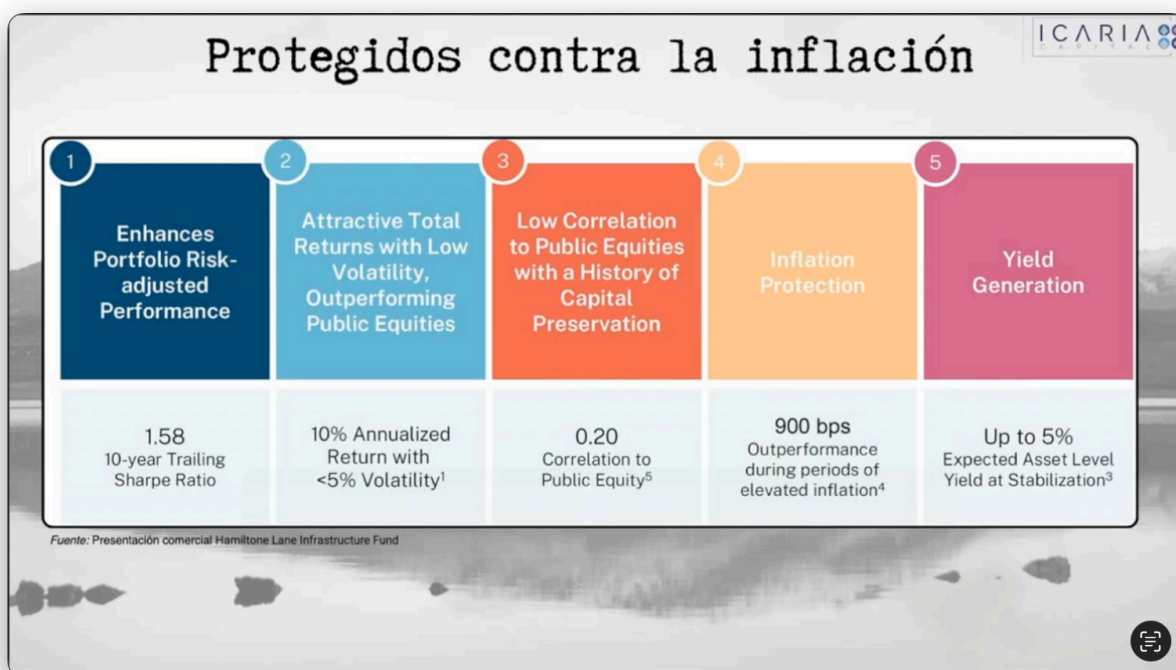 Protegidos contra la inflación
ICARIA
CAPITAL
1
Enhances
Portfolio Risk-
adjusted
Performance
1.58
10-year Trailing
Sharpe Ratio
2
Attractive Total
Returns with Low
Volatility,
Outperforming
Public Equities
10% Annualized
Return with
<5% Volatility¹
3
Low Correlation
to Public Equities
with a History of
Capital
Preservation
0.20
Correlation to
Public Equity⁵
4
Inflation
Protection
900 bps
Outperformance
during periods of
elevated inflation⁴
5
Yield
Generation
Up to 5%
Expected Asset Level
Yield at Stabilization³
Fuente: Presentación comercial Hamiltone Lane Infrastructure Fund